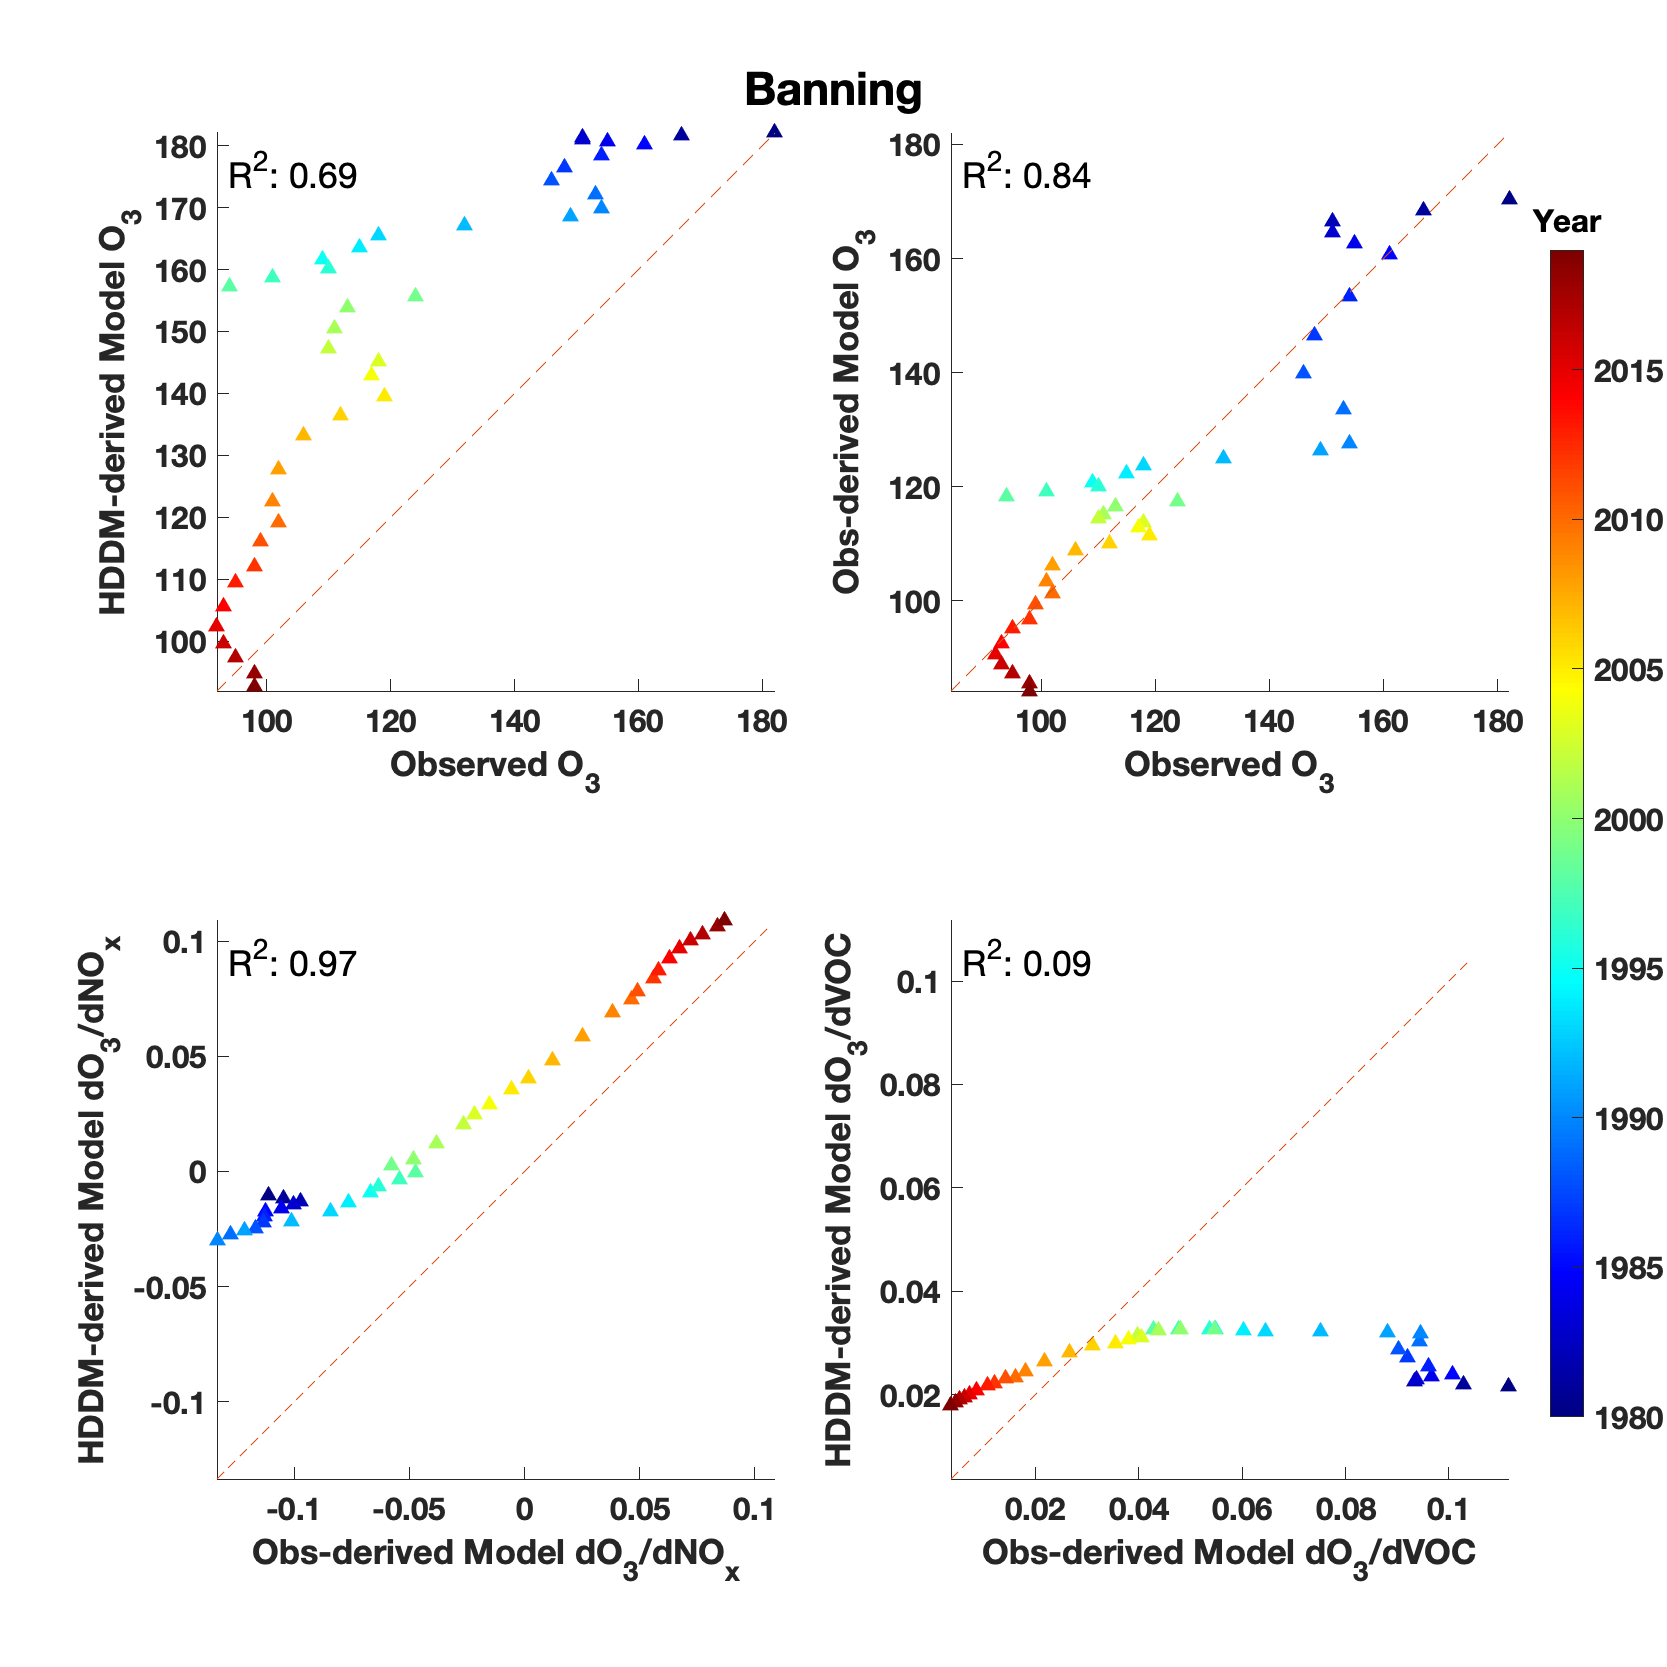 Banning
R²: 0.69
HDDM-derived Model O₃
180
170
160
150
140
130
120
110
100
100 120 140 160 180
Observed O₃
R²: 0.84
Obs-derived Model O₃
180
160
140
120
100
100 120 140 160 180
Observed O₃
Year
2015
2010
2005
2000
1995
1990
1985
1980
R²: 0.97
HDDM-derived Model dO₃/dNOₓ
0.1
0.05
0
-0.05
-0.1
-0.1 -0.05 0 0.05 0.1
Obs-derived Model dO₃/dNOₓ
R²: 0.09
HDDM-derived Model dO₃/dVOC
0.1
0.08
0.06
0.04
0.02
0.02 0.04 0.06 0.08 0.1
Obs-derived Model dO₃/dVOC